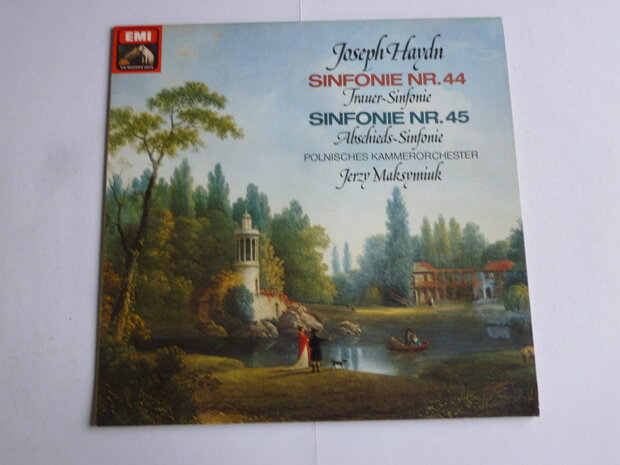 EMI
Joseph Haydn
SINFONIE NR. 44
Trauer-Sinfonie
SINFONIE NR. 45
Abschieds-Sinfonie
POLNISCHES KAMMERORCHESTER
Jerzy Maksymiuk